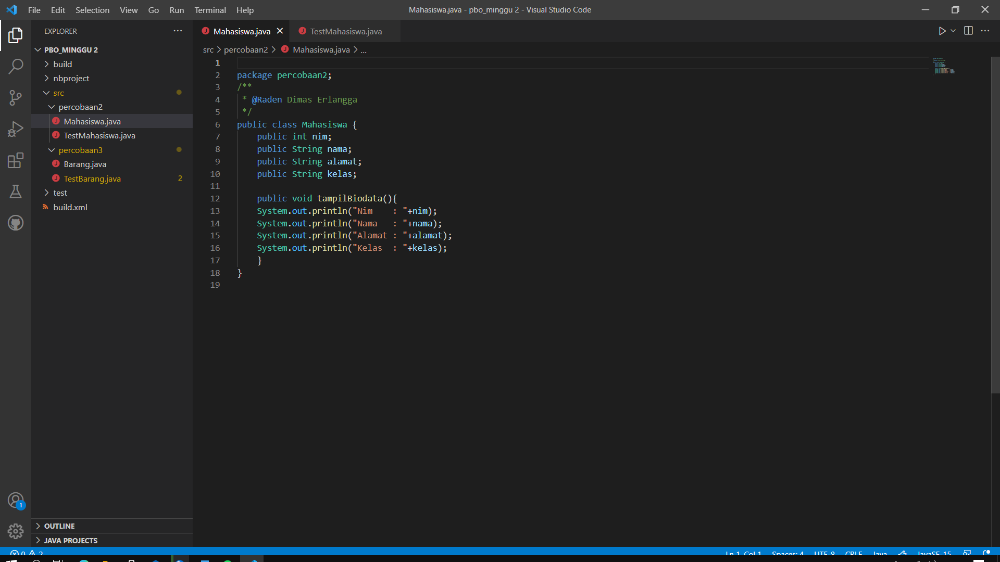 File Edit Selection View Go Run Terminal Help
Mahasiswa.java - pbo_minggu 2 - Visual Studio Code
EXPLORER
PBO_MINGGU 2
build
nbproject
src
percobaan2
Mahasiswa.java
TestMahasiswa.java
percobaan3
Barang.java
TestBarang.java 2
test
build.xml
1
OUTLINE
JAVA PROJECTS
Mahasiswa.java TestMahasiswa.java
src > percobaan2 > Mahasiswa.java > ...
1
2 package percobaan2;
3 /**
4 * @Raden Dimas Erlangga
5 */
6 public class Mahasiswa {
7 public int nim;
8 public String nama;
9 public String alamat;
10 public String kelas;
11
12 public void tampilBiodata(){
13 System.out.println("Nim    : "+nim);
14 System.out.println("Nama   : "+nama);
15 System.out.println("Alamat : "+alamat);
16 System.out.println("Kelas  : "+kelas);
17 }
18 }
19
0 2 Ln 1, Col 1 Spaces: 4 UTF-8 CRLF Java JavaSE-15